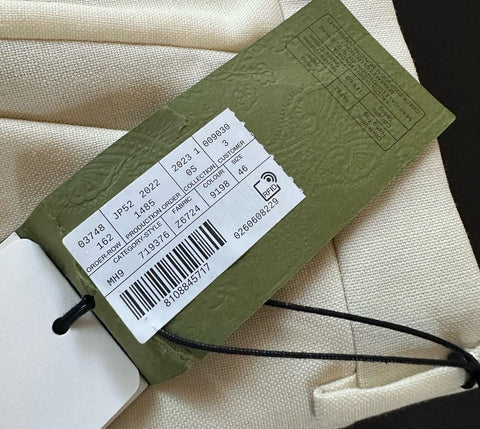 03748 JP52 2022 2023 1 009030
162 1485 0S 3
ORDER-ROW PRODUCTION ORDER COLLECTION CUSTOMER
CATEGORY-STYLE FABRIC COLOUR SIZE
MH9 719376 Z6724 9198 46
RFID
0260608229
8108845717